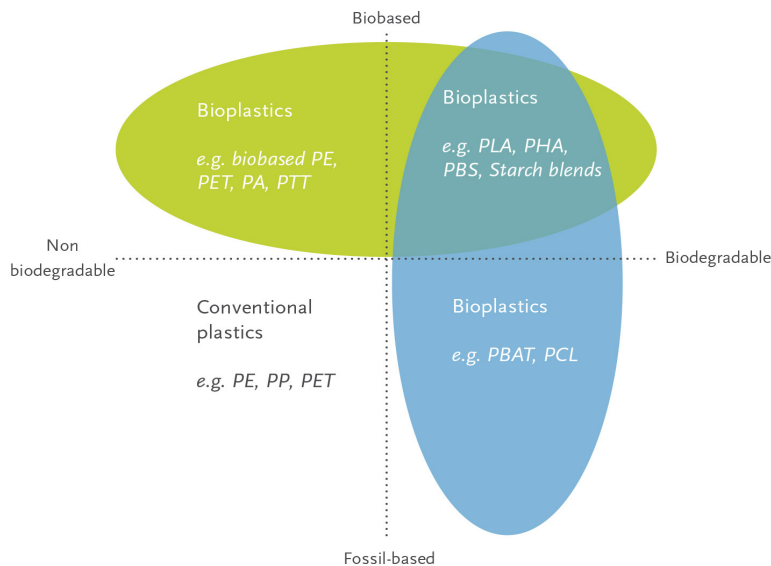 Biobased
Bioplastics
e.g. biobased PE,
PET, PA, PTT
Bioplastics
e.g. PLA, PHA,
PBS, Starch blends
Non
biodegradable
Biodegradable
Conventional
plastics
e.g. PE, PP, PET
Bioplastics
e.g. PBAT, PCL
Fossil-based